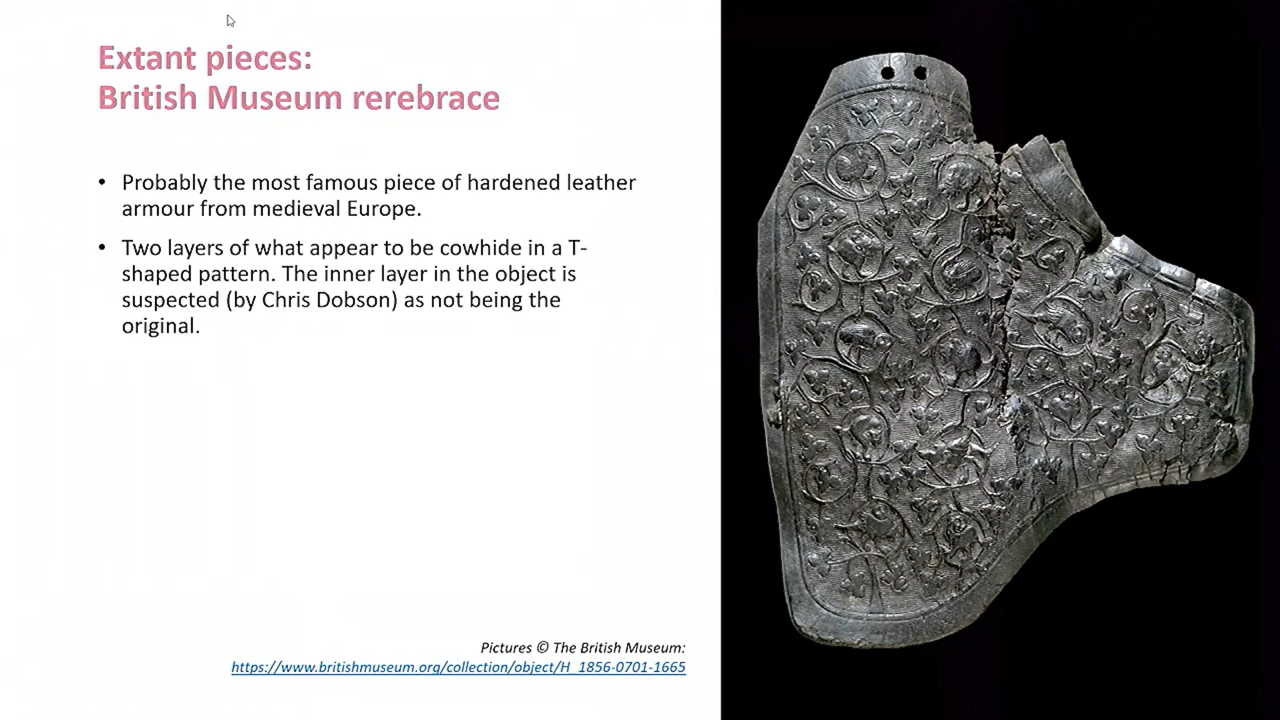 Extant pieces:
British Museum rerebrace
• Probably the most famous piece of hardened leather
armour from medieval Europe.
• Two layers of what appear to be cowhide in a T-
shaped pattern. The inner layer in the object is
suspected (by Chris Dobson) as not being the
original.
Pictures © The British Museum:
https://www.britishmuseum.org/collection/object/H_1856-0701-1665